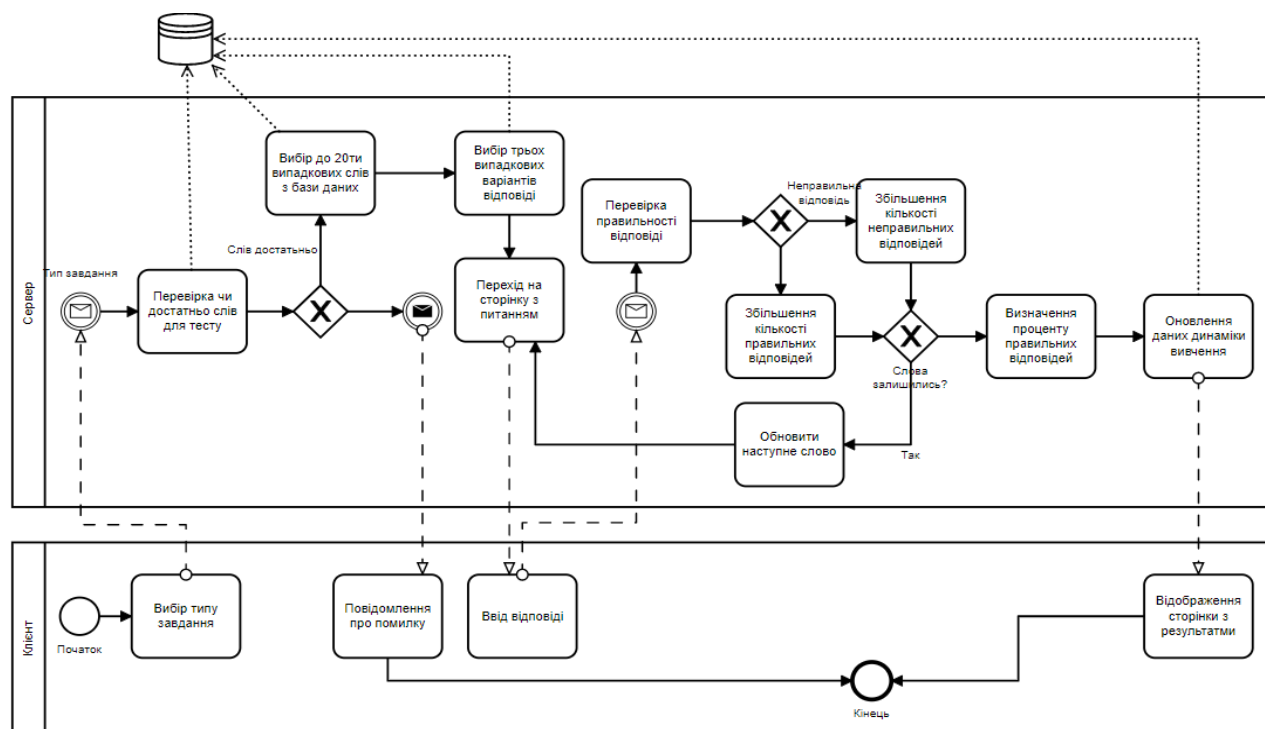 Сервер
Тип завдання
Перевірка чи
достатньо слів
для тесту
Слів достатньо
Вибір до 20ти
випадкових слів
з бази даних
Вибір трьох
випадкових
варіантів
відповіді
Перехід на
сторінку з
питанням
Перевірка
правильності
відповіді
Неправильна
відповідь
Збільшення
кількості
неправильних
відповідей
Збільшення
кількості
правильних
відповідей
Слова
залишились?
Так
Обновити
наступне слово
Визначення
проценту
правильних
відповідей
Оновлення
даних динаміки
вивчення
Клієнт
Початок
Вибір типу
завдання
Повідомлення
про помилку
Ввід відповіді
Кінець
Відображення
сторінки з
результатми